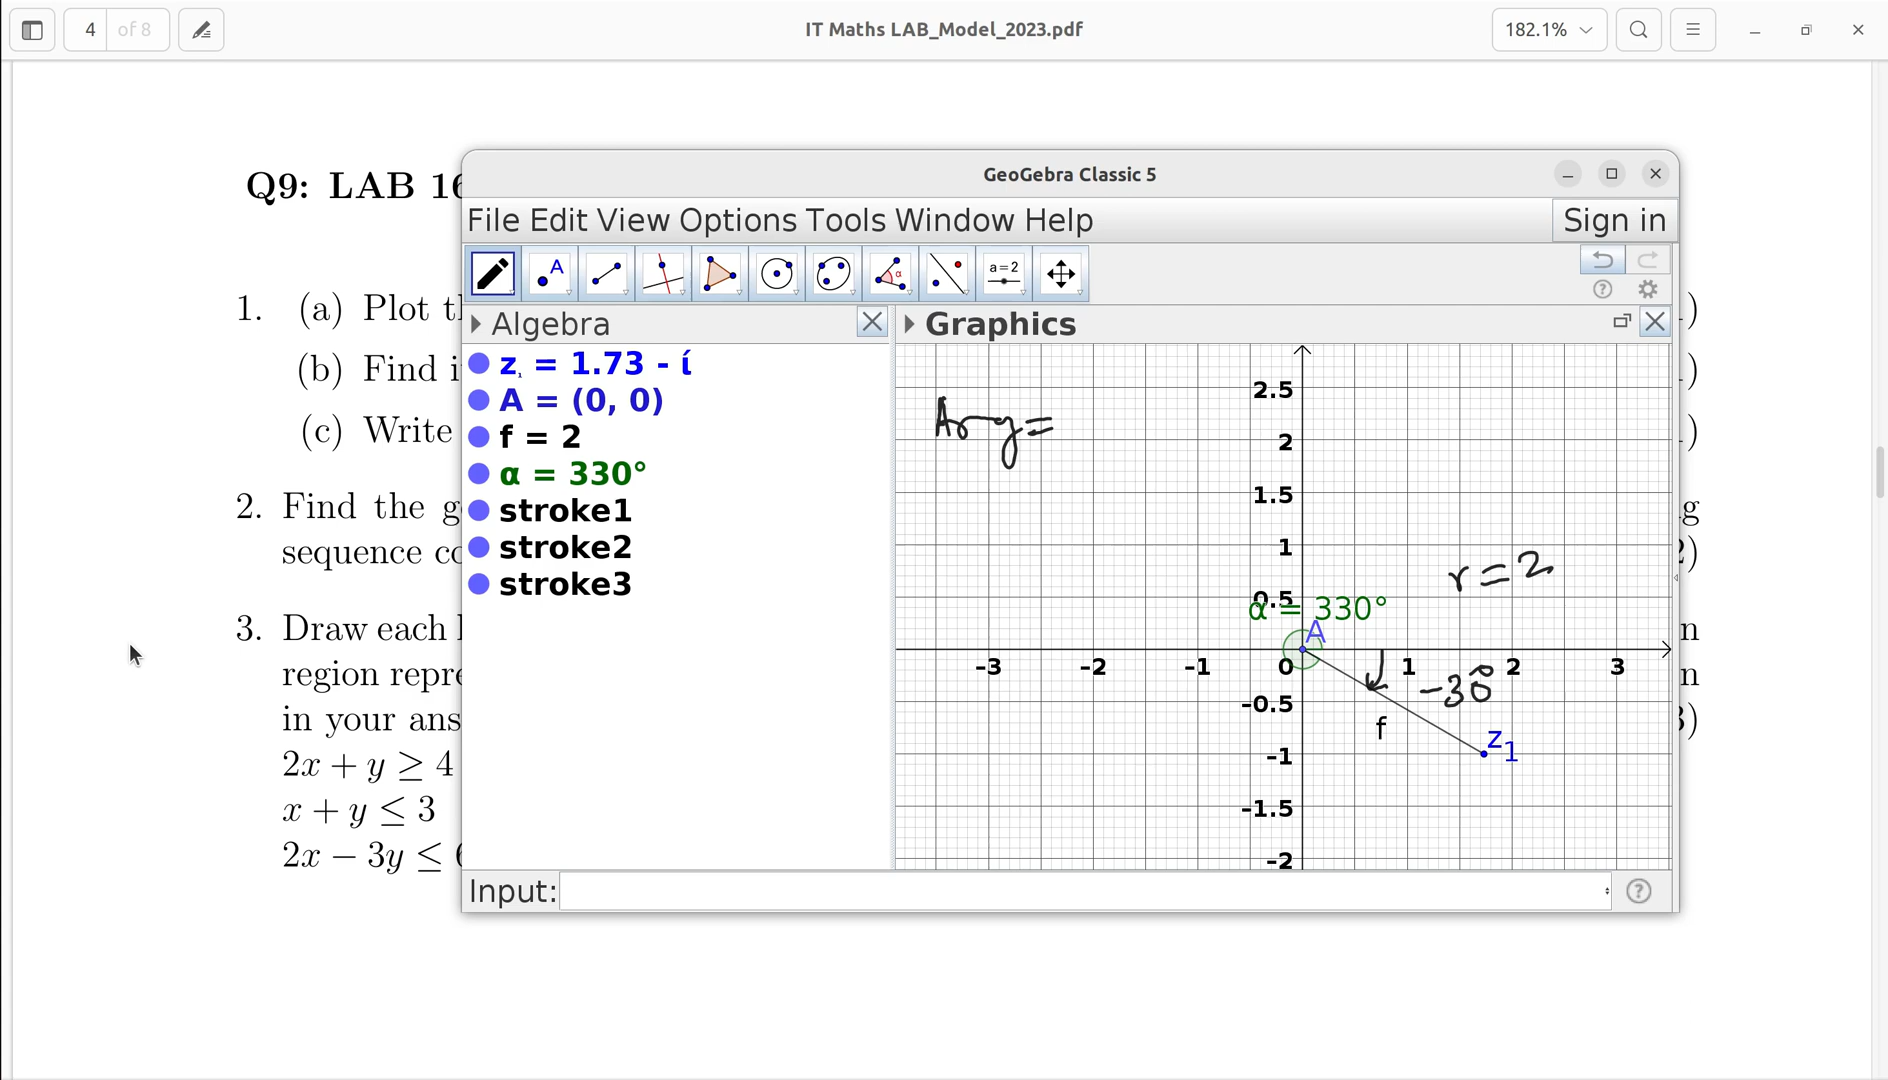 4 of 8
IT Maths LAB_Model_2023.pdf
182.1%
Q9: LAB 16
1. (a) Plot
(b) Find
(c) Write
2. Find the
sequence
3. Draw each
region
in your
2x + y ≥ 4
x + y ≤ 3
2x − 3y ≤
GeoGebra Classic 5
File Edit View Options Tools Window Help
Sign in
A
α
a=2
Algebra
z₁ = 1.73 - í
A = (0, 0)
f = 2
α = 330°
stroke1
stroke2
stroke3
Graphics
2.5
Arg=
2
1.5
1
r=2
0.5
α = 330°
A
-3 -2 -1 0 1 2 3
-30°
-0.5
f
z₁
-1
-1.5
-2
Input: